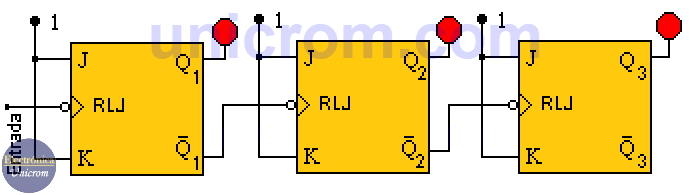 unicrom.com
1
J
Q1
RLJ
K
Q̅1
Entrada
Electrónica
Unicrom
1
J
Q2
RLJ
K
Q̅2
1
J
Q3
RLJ
K
Q̅3